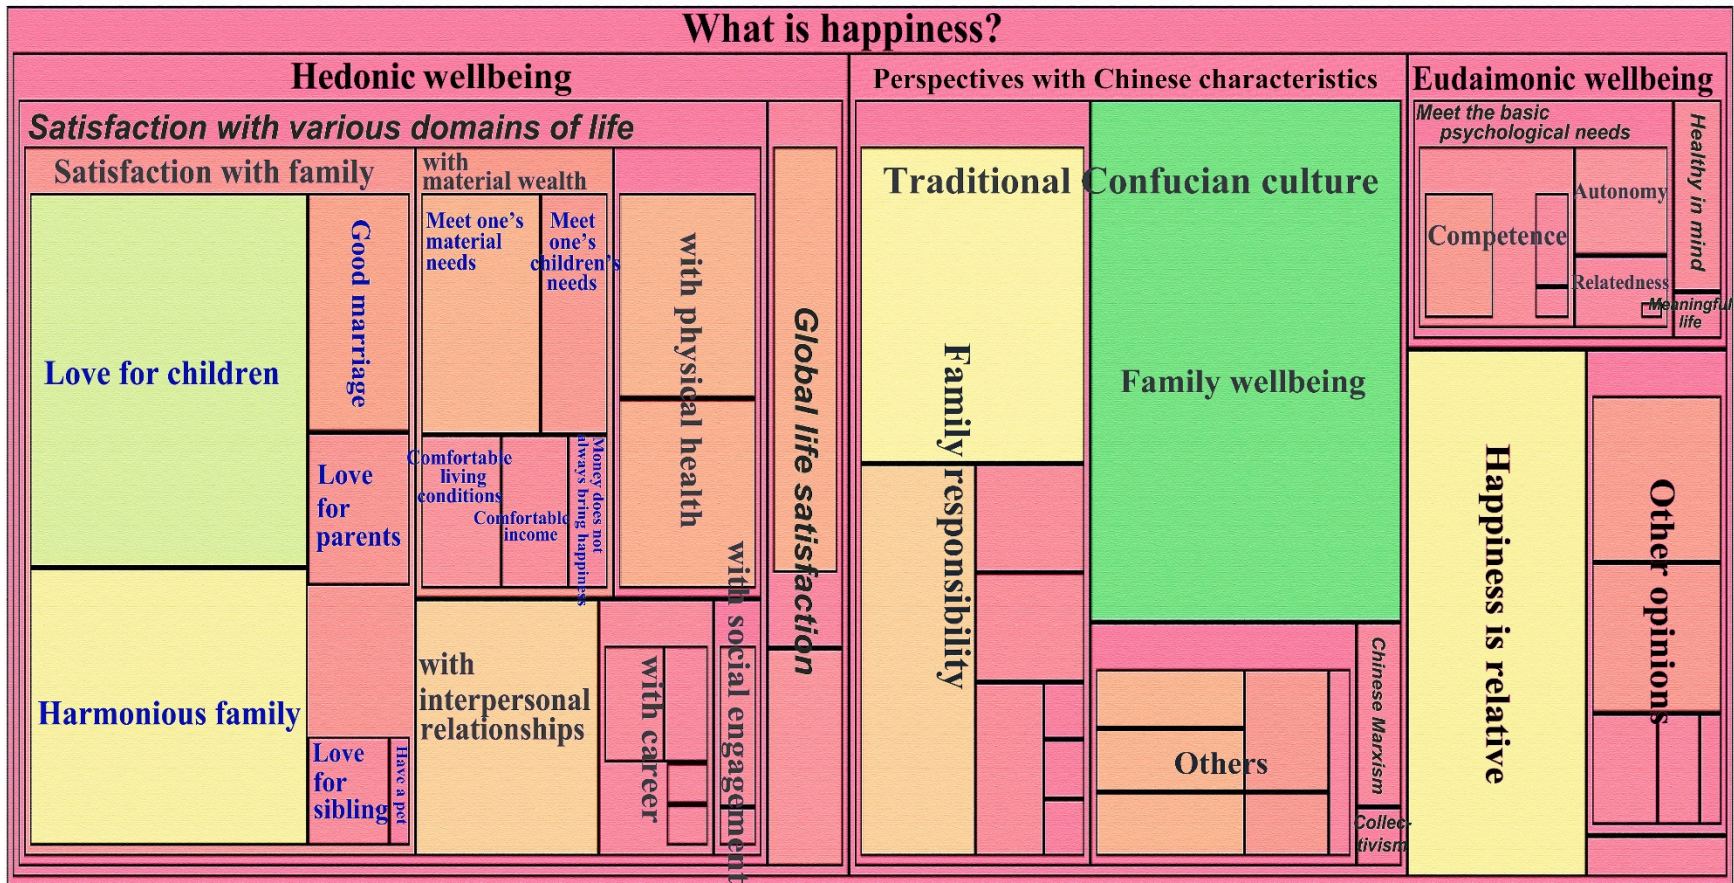 What is happiness?
Hedonic wellbeing
Satisfaction with various domains of life
Satisfaction with family
Love for children
Good marriage
Love
for
parents
Harmonious family
Love
for
sibling
Have a pet
with
material wealth
Meet one's
material
needs
Meet
one's
children's
needs
Comfortable
living
conditions
Comfortable
income
Money does not
always bring happiness
with physical health
with
interpersonal
relationships
with career
with social engagement
Global life satisfaction
Perspectives with Chinese characteristics
Traditional Confucian culture
Family responsibility
Family wellbeing
Others
Chinese Marxism
Collec-
tivism
Eudaimonic wellbeing
Meet the basic
psychological needs
Competence
Autonomy
Relatedness
Healthy in mind
Meaningful
life
Happiness is relative
Other opinions